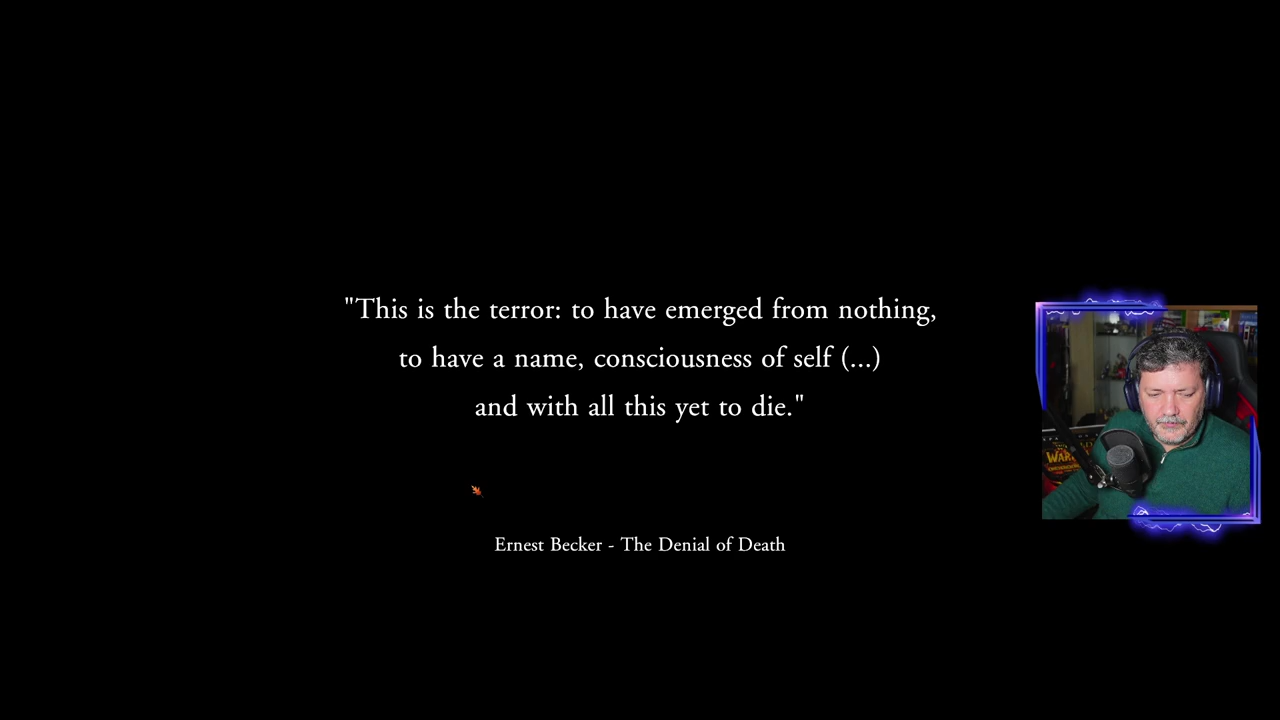 "This is the terror: to have emerged from nothing,
to have a name, consciousness of self (...)
and with all this yet to die."
Ernest Becker - The Denial of Death